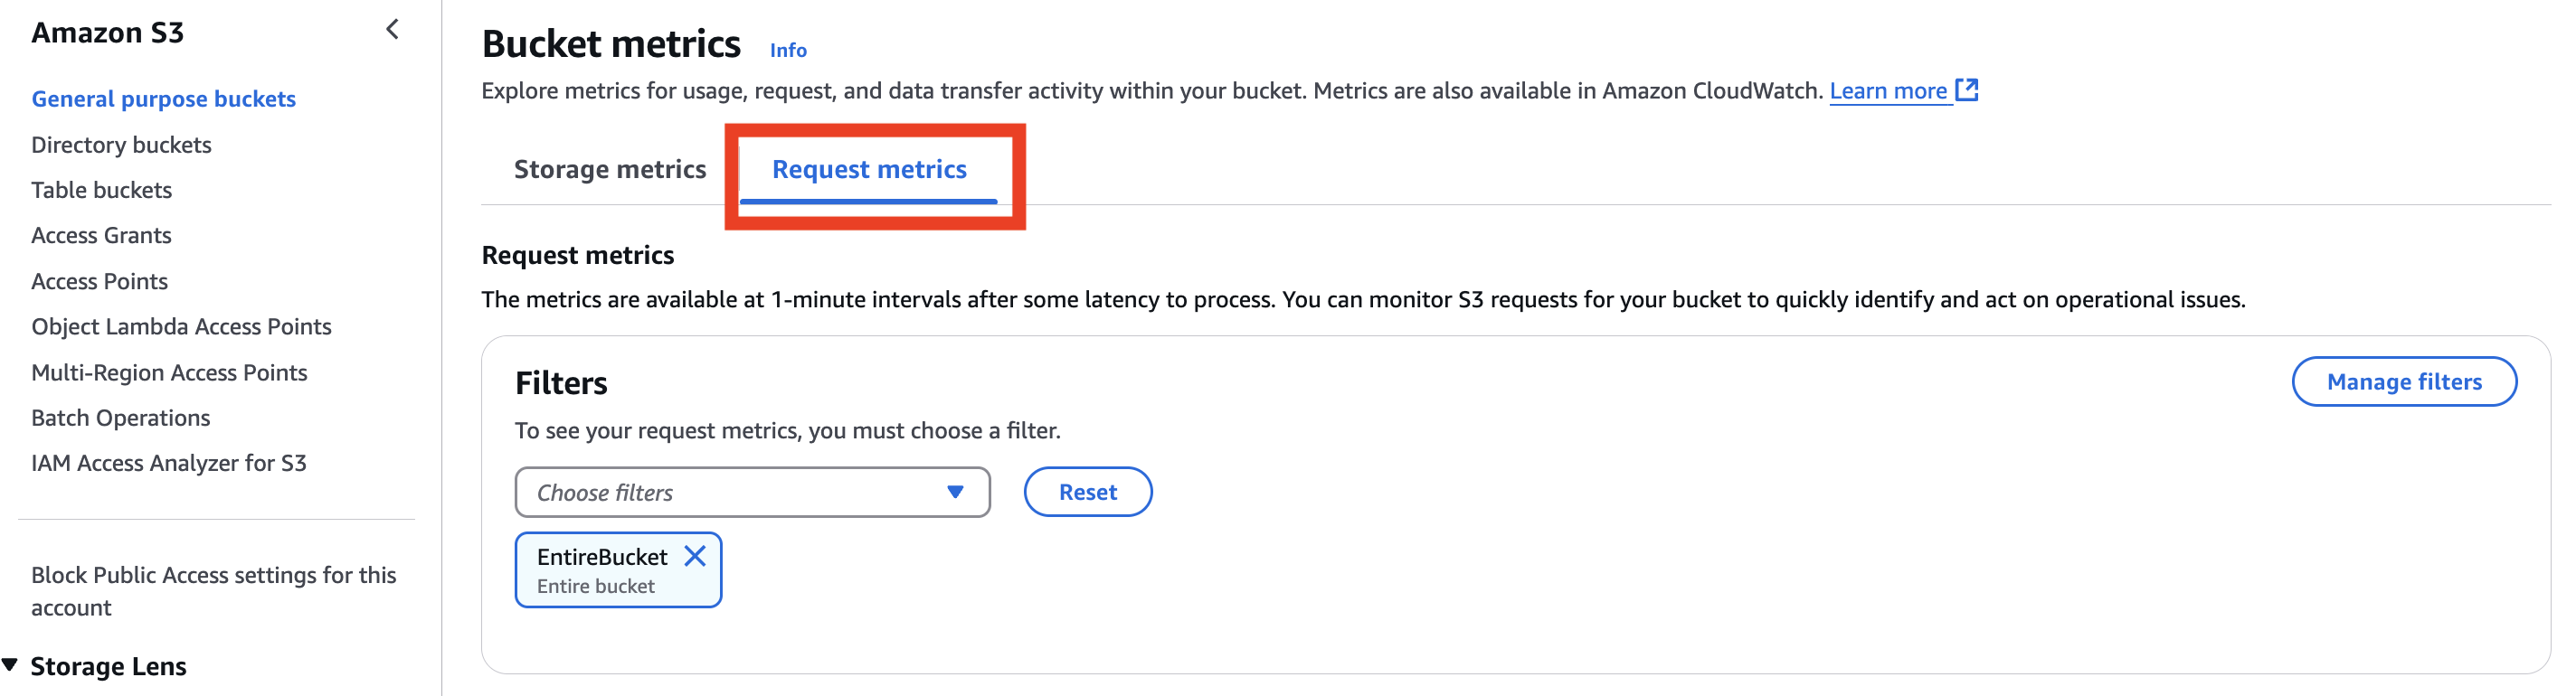 Amazon S3
General purpose buckets
Directory buckets
Table buckets
Access Grants
Access Points
Object Lambda Access Points
Multi-Region Access Points
Batch Operations
IAM Access Analyzer for S3
Block Public Access settings for this
account
Storage Lens
Bucket metrics Info
Explore metrics for usage, request, and data transfer activity within your bucket. Metrics are also available in Amazon CloudWatch. Learn more
Storage metrics Request metrics
Request metrics
The metrics are available at 1-minute intervals after some latency to process. You can monitor S3 requests for your bucket to quickly identify and act on operational issues.
Filters Manage filters
To see your request metrics, you must choose a filter.
Choose filters Reset
EntireBucket
Entire bucket